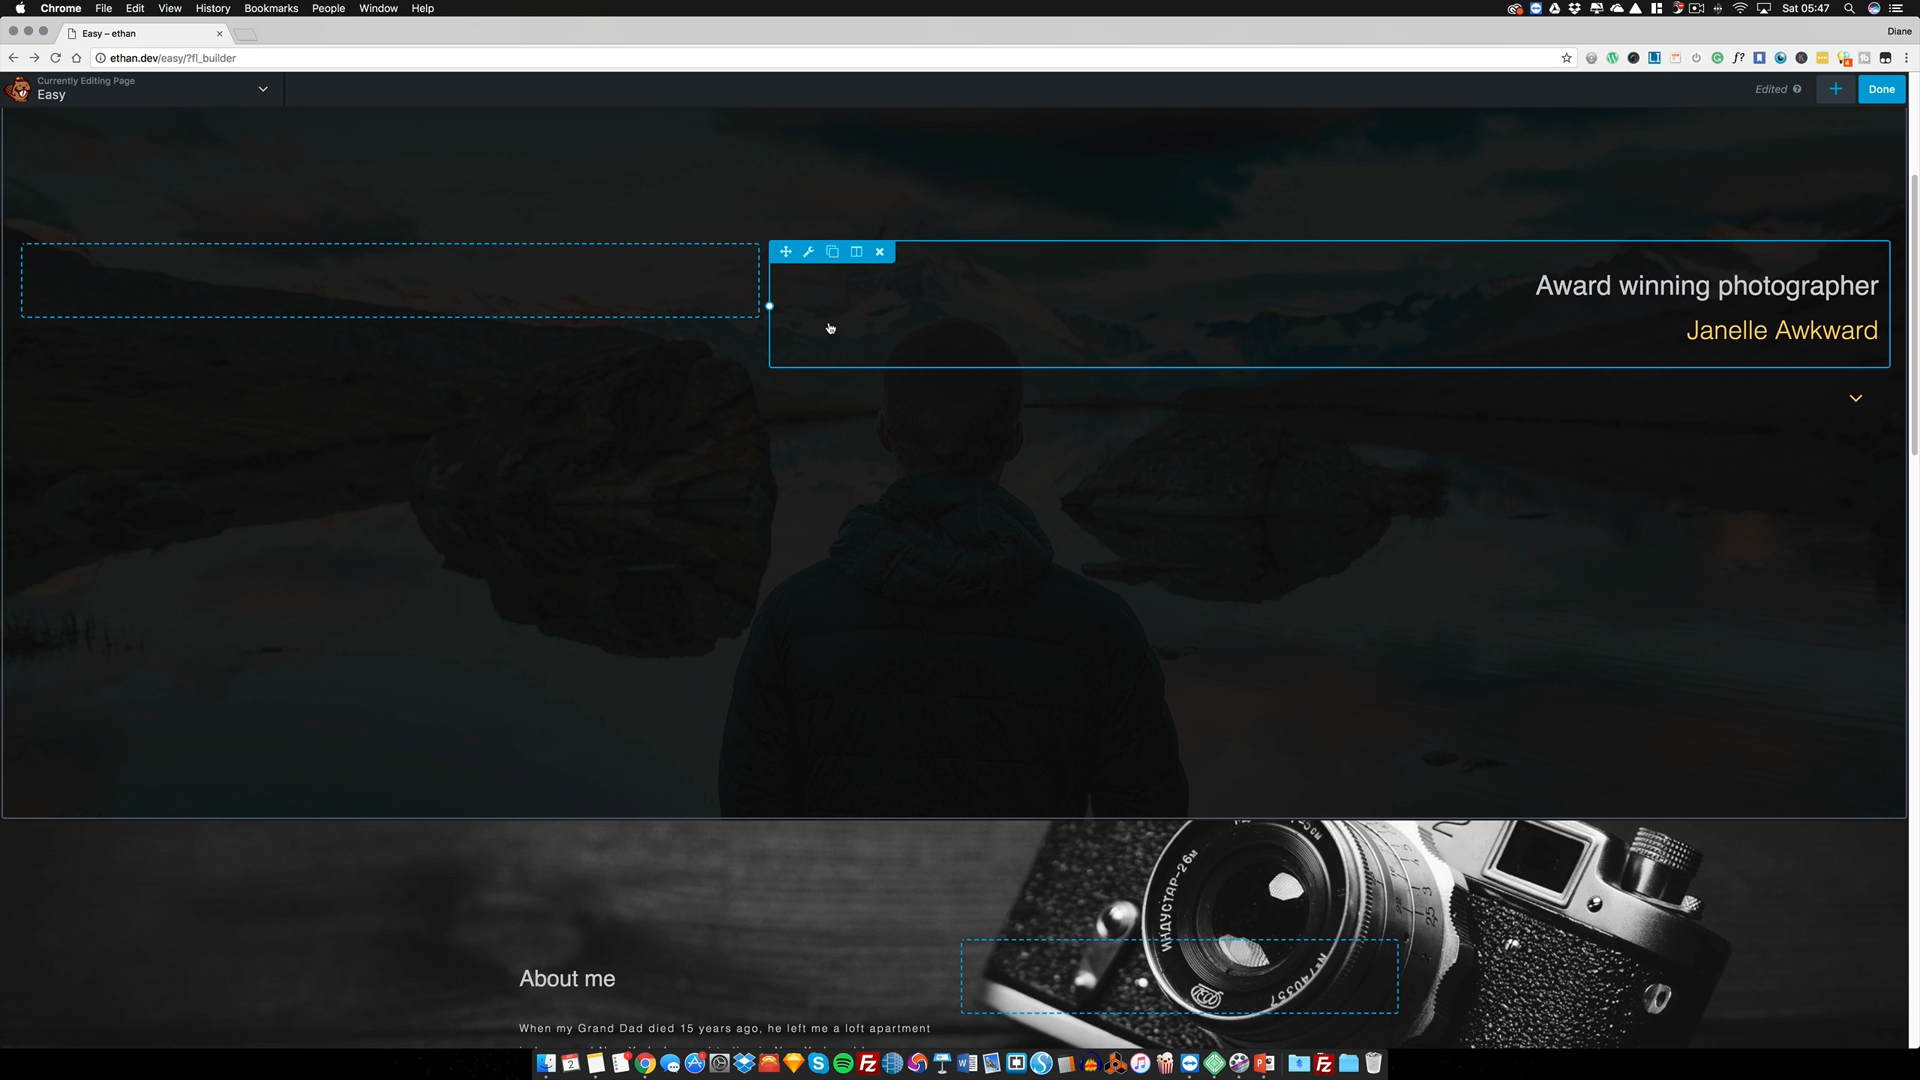 Chrome File Edit View History Bookmarks People Window Help
Sat 05:47
Easy – ethan
Diane
ethan.dev/easy/?fl_builder
Currently Editing Page
Easy
Edited
Done
Award winning photographer
Janelle Awkward
ИНДУСТАР-26м
№740357
About me
When my Grand Dad died 15 years ago, he left me a loft apartment